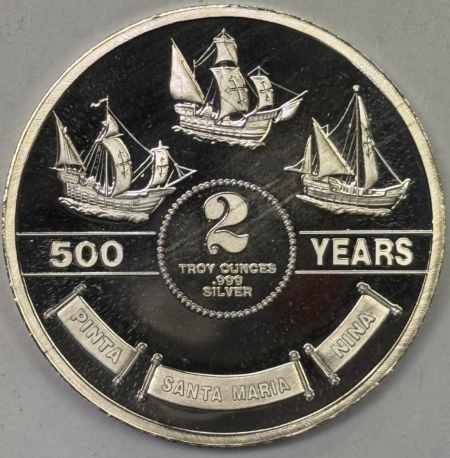 2
TROY OUNCES
.999
SILVER
500 YEARS
PINTA
SANTA MARIA
NINA